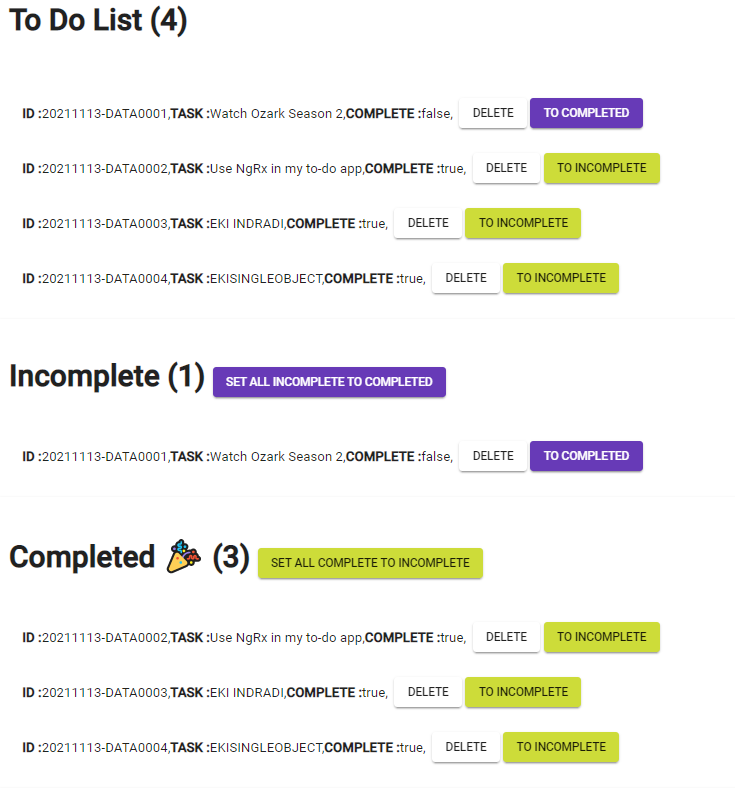 To Do List (4)
ID :20211113-DATA0001,TASK :Watch Ozark Season 2,COMPLETE :false, DELETE TO COMPLETED
ID :20211113-DATA0002,TASK :Use NgRx in my to-do app,COMPLETE :true, DELETE TO INCOMPLETE
ID :20211113-DATA0003,TASK :EKI INDRADI,COMPLETE :true, DELETE TO INCOMPLETE
ID :20211113-DATA0004,TASK :EKISINGLEOBJECT,COMPLETE :true, DELETE TO INCOMPLETE
Incomplete (1) SET ALL INCOMPLETE TO COMPLETED
ID :20211113-DATA0001,TASK :Watch Ozark Season 2,COMPLETE :false, DELETE TO COMPLETED
Completed 🎉 (3) SET ALL COMPLETE TO INCOMPLETE
ID :20211113-DATA0002,TASK :Use NgRx in my to-do app,COMPLETE :true, DELETE TO INCOMPLETE
ID :20211113-DATA0003,TASK :EKI INDRADI,COMPLETE :true, DELETE TO INCOMPLETE
ID :20211113-DATA0004,TASK :EKISINGLEOBJECT,COMPLETE :true, DELETE TO INCOMPLETE